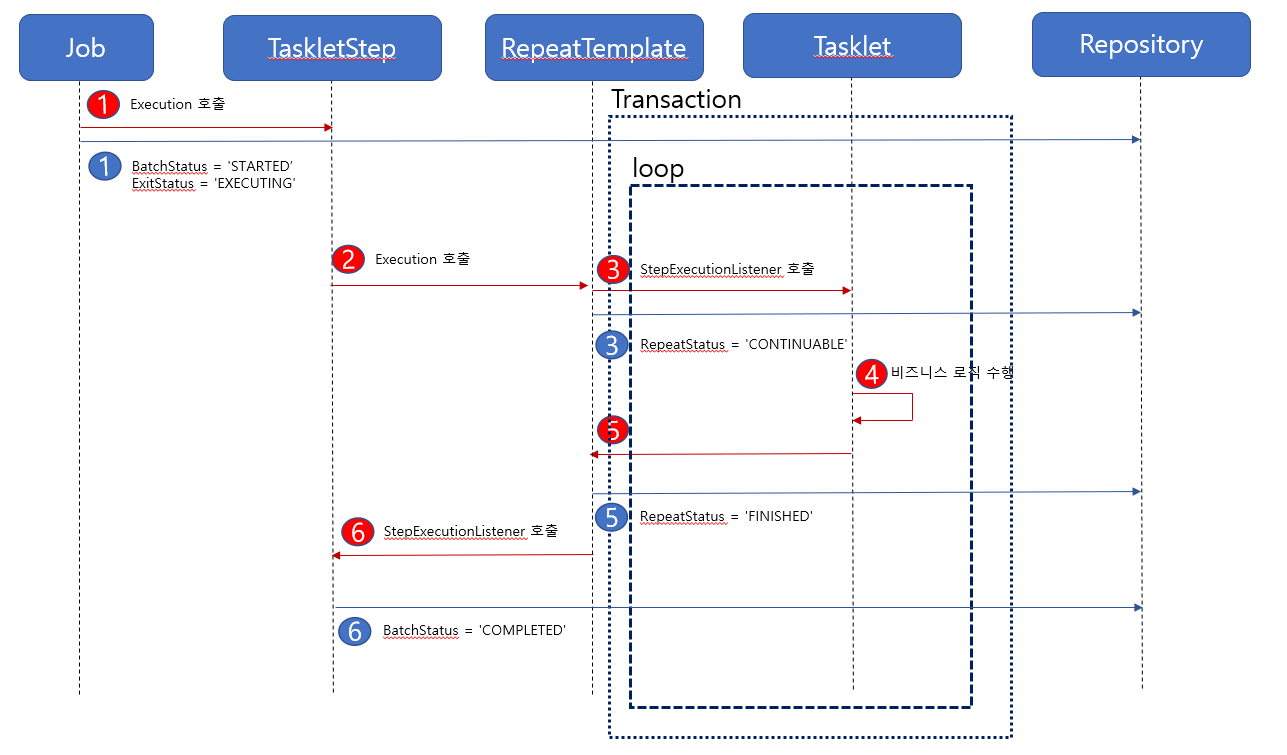 Job
TaskletStep
RepeatTemplate
Tasklet
Repository
1 Execution 호출
Transaction
1 BatchStatus = 'STARTED'
ExitStatus = 'EXECUTING'
loop
2 Execution 호출
3 StepExecutionListener 호출
3 RepeatStatus = 'CONTINUABLE'
4 비즈니스 로직 수행
5
5 RepeatStatus = 'FINISHED'
6 StepExecutionListener 호출
6 BatchStatus = 'COMPLETED'